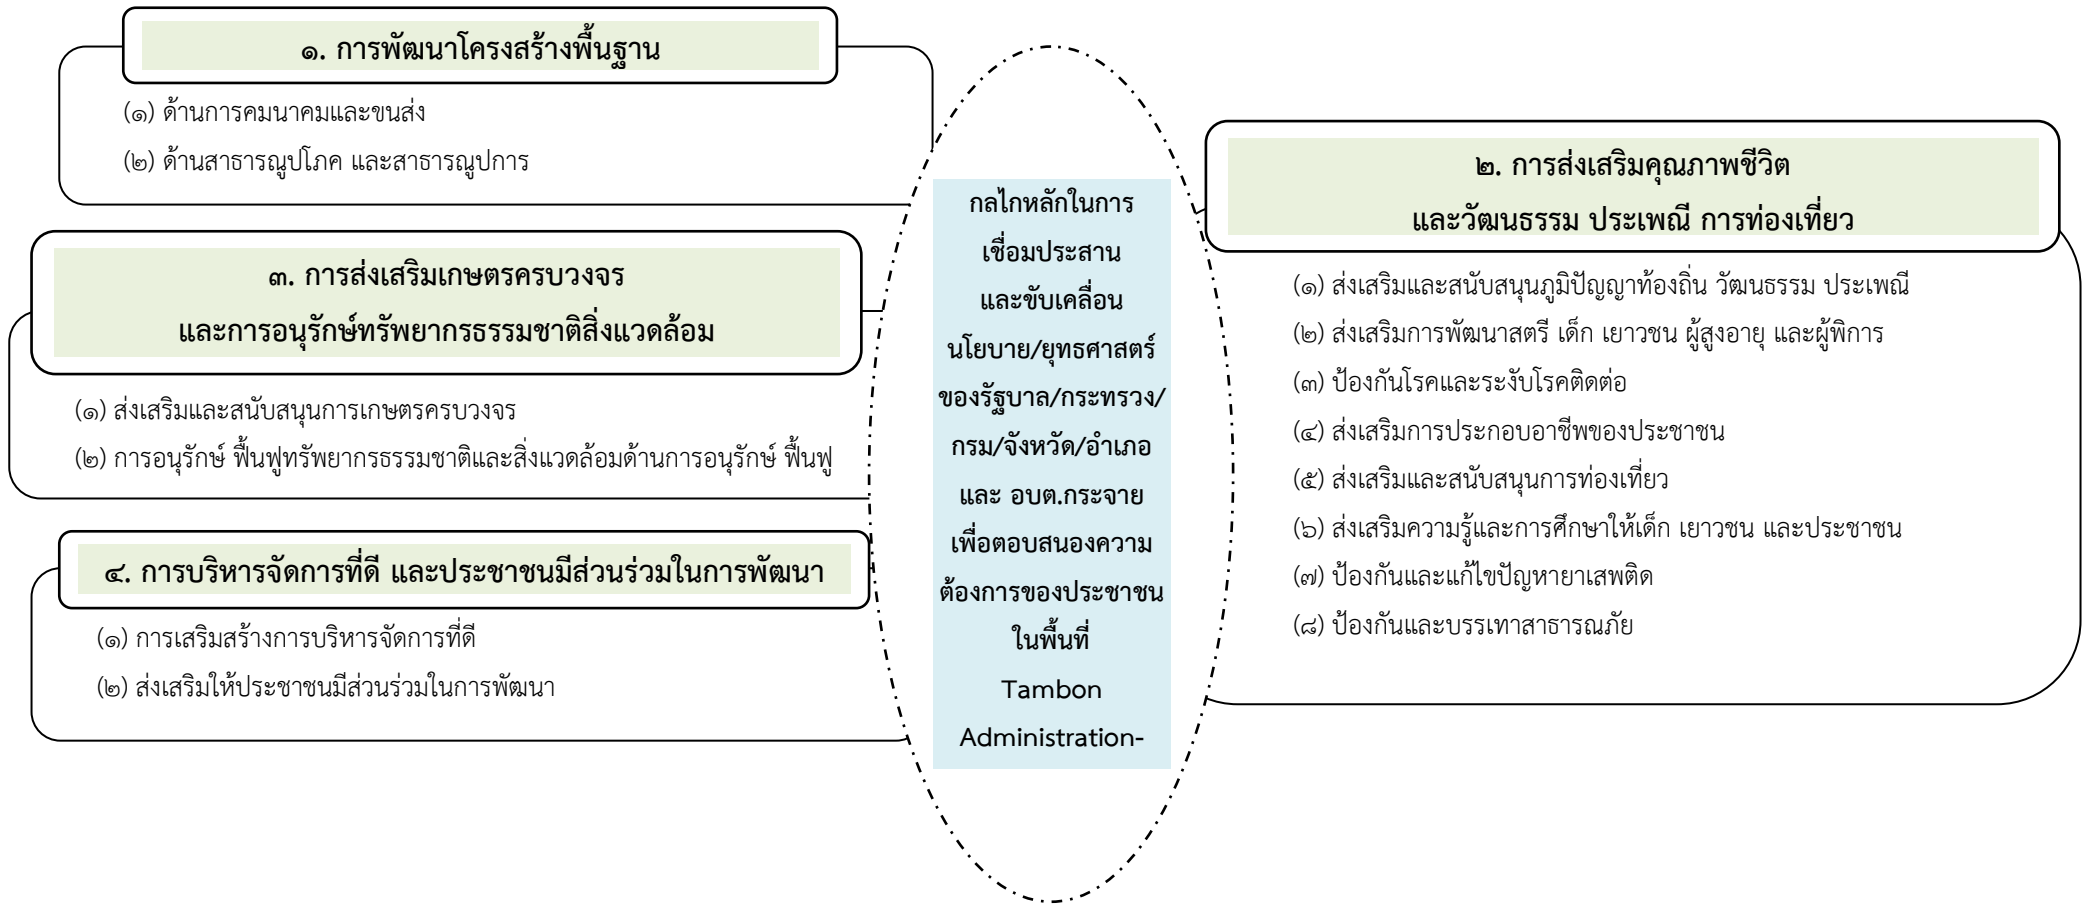 ๑. การพัฒนาโครงสร้างพื้นฐาน
(๑) ด้านการคมนาคมและขนส่ง
(๒) ด้านสาธารณูปโภค และสาธารณูปการ
๓. การส่งเสริมเกษตรครบวงจร
และการอนุรักษ์ทรัพยากรธรรมชาติสิ่งแวดล้อม
(๑) ส่งเสริมและสนับสนุนการเกษตรครบวงจร
(๒) การอนุรักษ์ ฟื้นฟูทรัพยากรธรรมชาติและสิ่งแวดล้อมด้านการอนุรักษ์ ฟื้นฟู
๔. การบริหารจัดการที่ดี และประชาชนมีส่วนร่วมในการพัฒนา
(๑) การเสริมสร้างการบริหารจัดการที่ดี
(๒) ส่งเสริมให้ประชาชนมีส่วนร่วมในการพัฒนา
กลไกหลักในการ
เชื่อมประสาน
และขับเคลื่อน
นโยบาย/ยุทธศาสตร์
ของรัฐบาล/กระทรวง/
กรม/จังหวัด/อำเภอ
และ อบต.กระจาย
เพื่อตอบสนองความ
ต้องการของประชาชน
ในพื้นที่
Tambon
Administration-
๒. การส่งเสริมคุณภาพชีวิต
และวัฒนธรรม ประเพณี การท่องเที่ยว
(๑) ส่งเสริมและสนับสนุนภูมิปัญญาท้องถิ่น วัฒนธรรม ประเพณี
(๒) ส่งเสริมการพัฒนาสตรี เด็ก เยาวชน ผู้สูงอายุ และผู้พิการ
(๓) ป้องกันโรคและระงับโรคติดต่อ
(๔) ส่งเสริมการประกอบอาชีพของประชาชน
(๕) ส่งเสริมและสนับสนุนการท่องเที่ยว
(๖) ส่งเสริมความรู้และการศึกษาให้เด็ก เยาวชน และประชาชน
(๗) ป้องกันและแก้ไขปัญหายาเสพติด
(๘) ป้องกันและบรรเทาสาธารณภัย